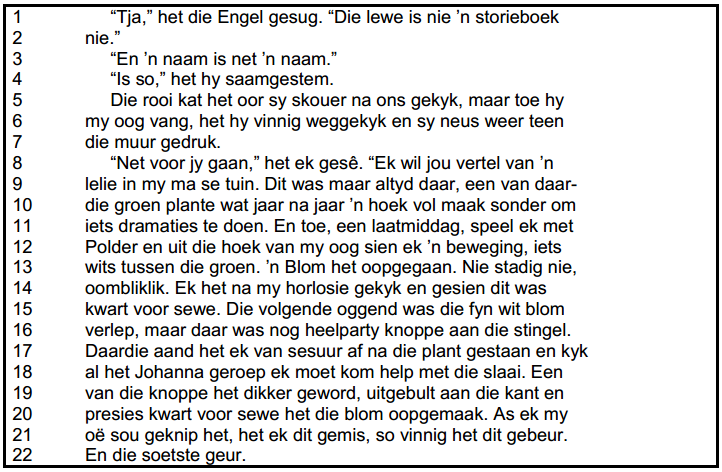 1 “Tja,” het die Engel gesug. “Die lewe is nie ’n storieboek
2 nie.”
3 “En ’n naam is net ’n naam.”
4 “Is so,” het hy saamgestem.
5 Die rooi kat het oor sy skouer na ons gekyk, maar toe hy
6 my oog vang, het hy vinnig weggekyk en sy neus weer teen
7 die muur gedruk.
8 “Net voor jy gaan,” het ek gesê. “Ek wil jou vertel van ’n
9 lelie in my ma se tuin. Dit was maar altyd daar, een van daar-
10 die groen plante wat jaar na jaar ’n hoek vol maak sonder om
11 iets dramaties te doen. En toe, een laatmiddag, speel ek met
12 Polder en uit die hoek van my oog sien ek ’n beweging, iets
13 wits tussen die groen. ’n Blom het oopgegaan. Nie stadig nie,
14 oombliklik. Ek het na my horlosie gekyk en gesien dit was
15 kwart voor sewe. Die volgende oggend was die fyn wit blom
16 verlep, maar daar was nog heelparty knoppe aan die stingel.
17 Daardie aand het ek van sesuur af na die plant gestaan en kyk
18 al het Johanna geroep ek moet kom help met die slaai. Een
19 van die knoppe het dikker geword, uitgebult aan die kant en
20 presies kwart voor sewe het die blom oopgemaak. As ek my
21 oë sou geknip het, het ek dit gemis, so vinnig het dit gebeur.
22 En die soetste geur.